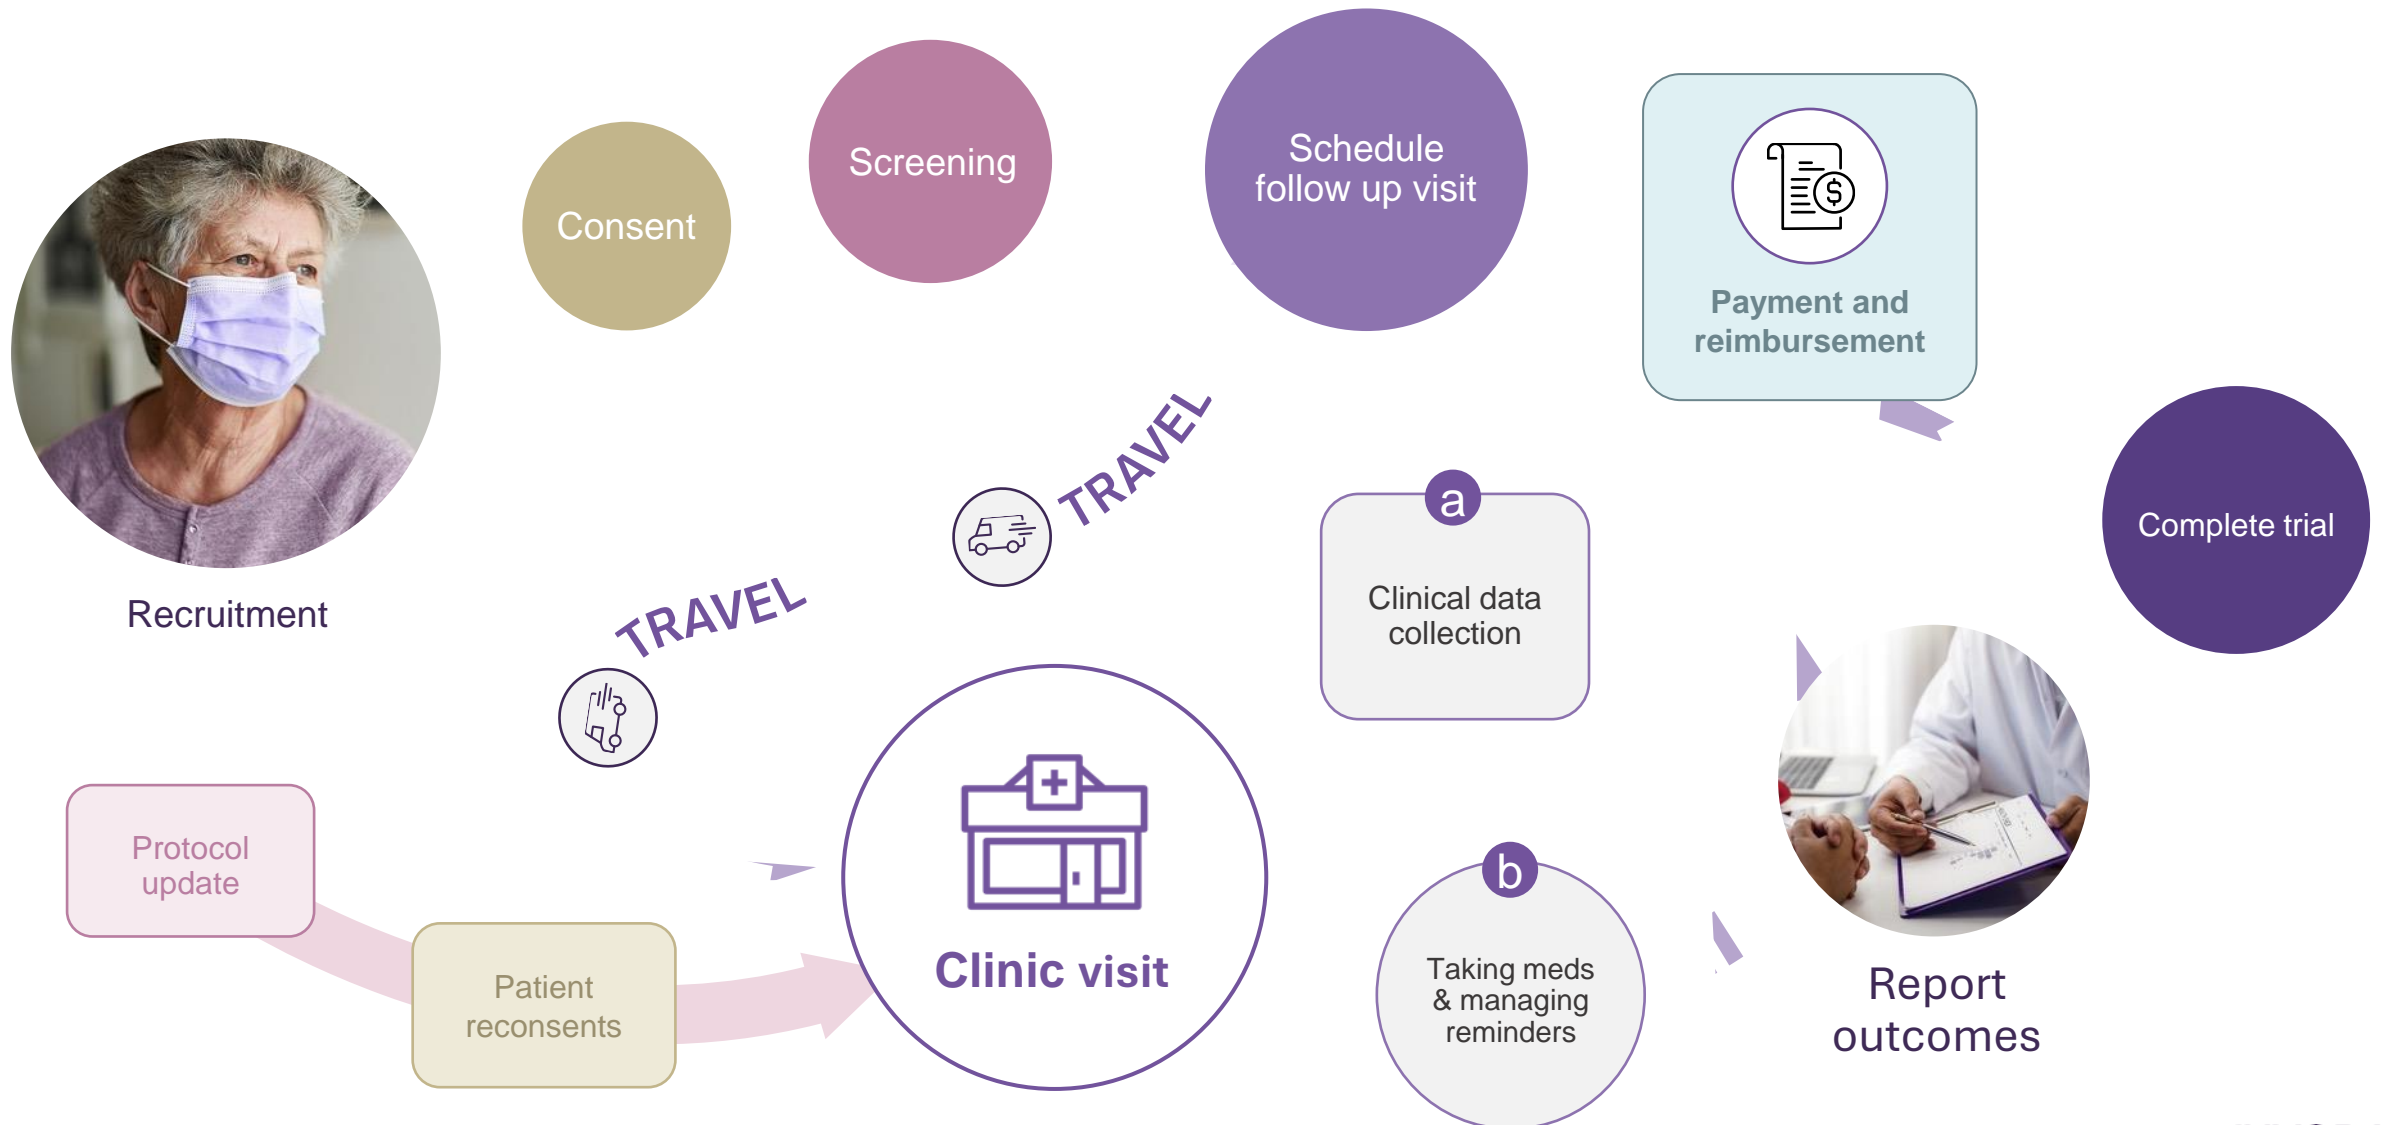 Recruitment
Consent
Screening
Schedule
follow up visit
Payment and
reimbursement
TRAVEL
TRAVEL
a
Clinical data
collection
Complete trial
Protocol
update
Patient
reconsents
Clinic visit
b
Taking meds
& managing
reminders
Report
outcomes